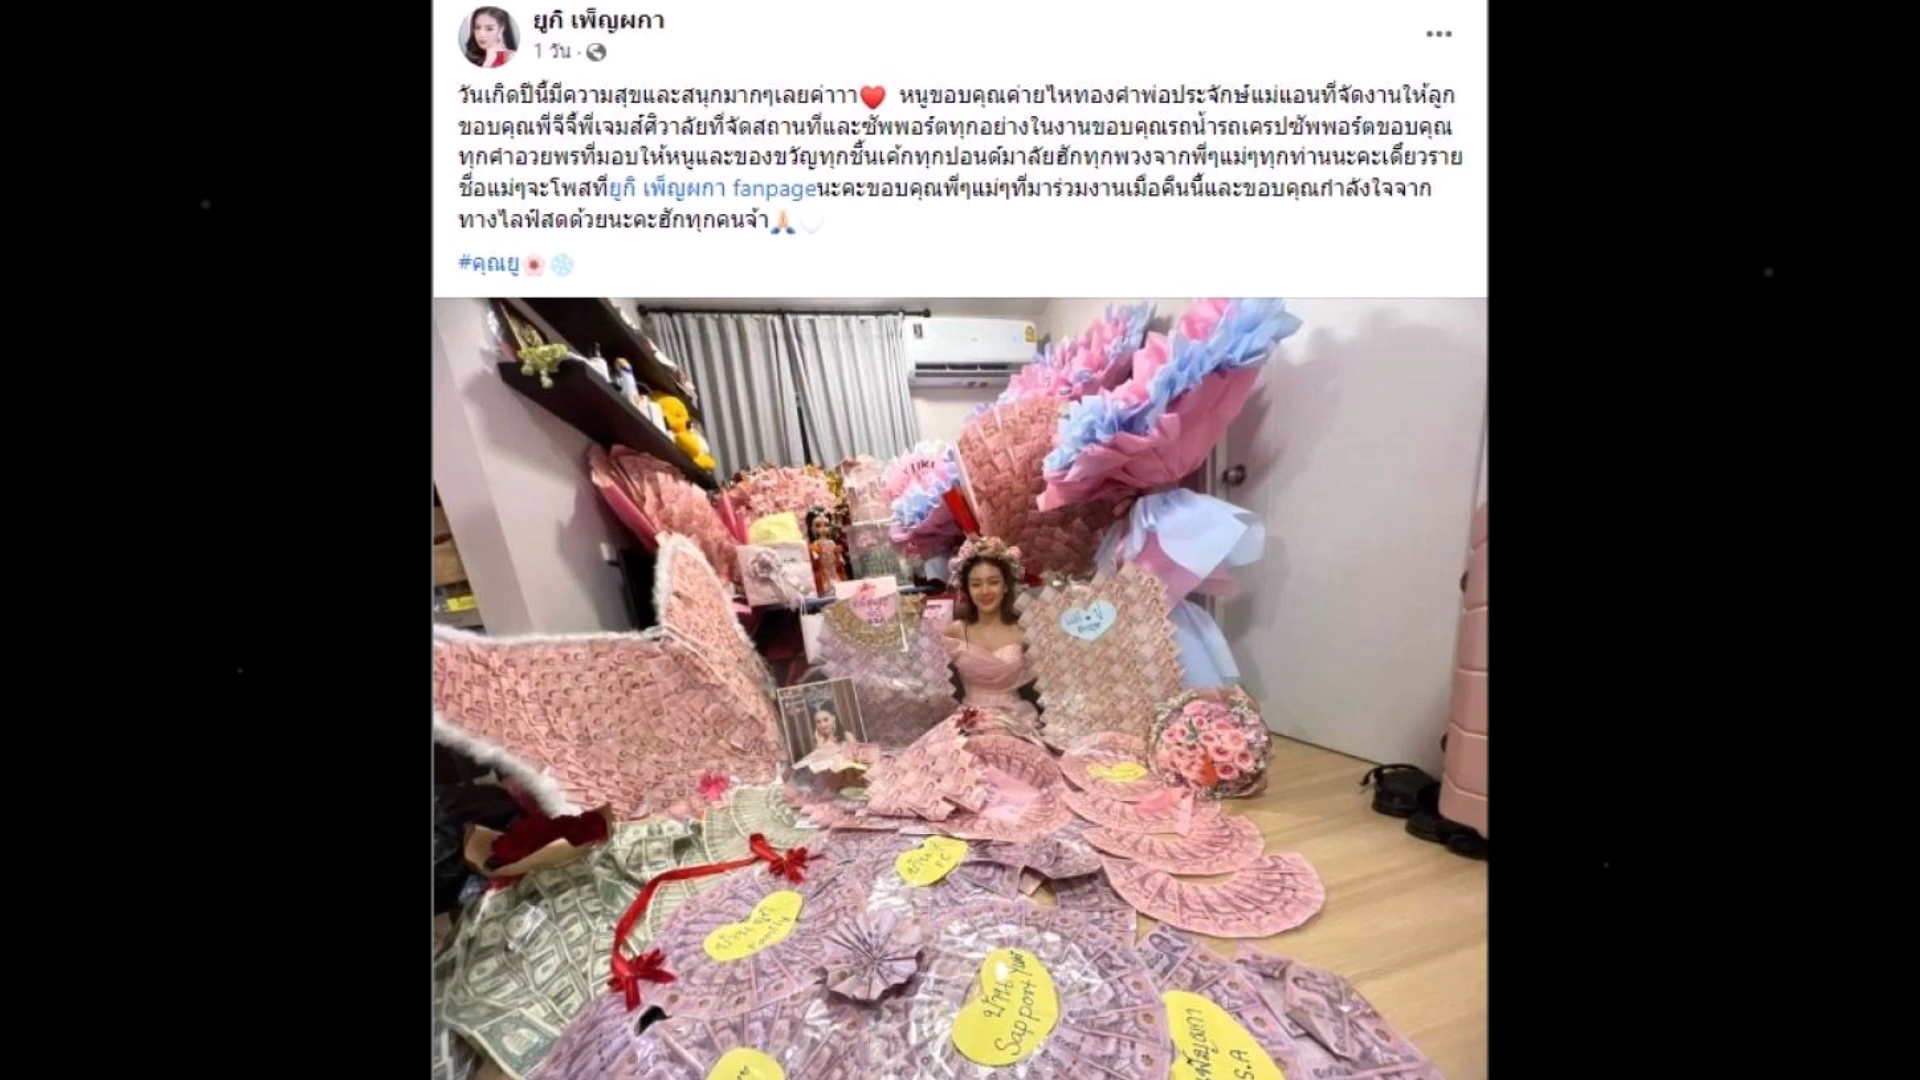 ยูกิ เพ็ญผกา
1 วัน ·
วันเกิดปีนี้มีความสุขและสนุกมากๆเลยค่าาา❤️ หนูขอบคุณค่ายไหทองคำพ่อประจักษ์แม่แอนที่จัดงานให้ลูก
ขอบคุณพี่จีจี้พี่เจมส์ศิวาลัยที่จัดสถานที่และซัพพอร์ตทุกอย่างในงานขอบคุณรถน้ำรถเครปซัพพอร์ตขอบคุณ
ทุกคำอวยพรที่มอบให้หนูและของขวัญทุกชิ้นเค้กทุกปอนด์มาลัยฮักทุกพวงจากพี่ๆแม่ๆทุกท่านนะคะเดี๋ยวราย
ชื่อแม่ๆจะโพสที่ยูกิ เพ็ญผกา fanpageนะคะขอบคุณพี่ๆแม่ๆที่มาร่วมงานเมื่อคืนนี้และขอบคุณกำลังใจจาก
ทางไลฟ์สดด้วยนะคะฮักทุกคนจ้า🙏🏻🤍
#คุณยู🌸❄️
YUKI
บ้าน
Family
F.C
บ้าน Yuki
Sapport
เพ็ญผกา
S.A